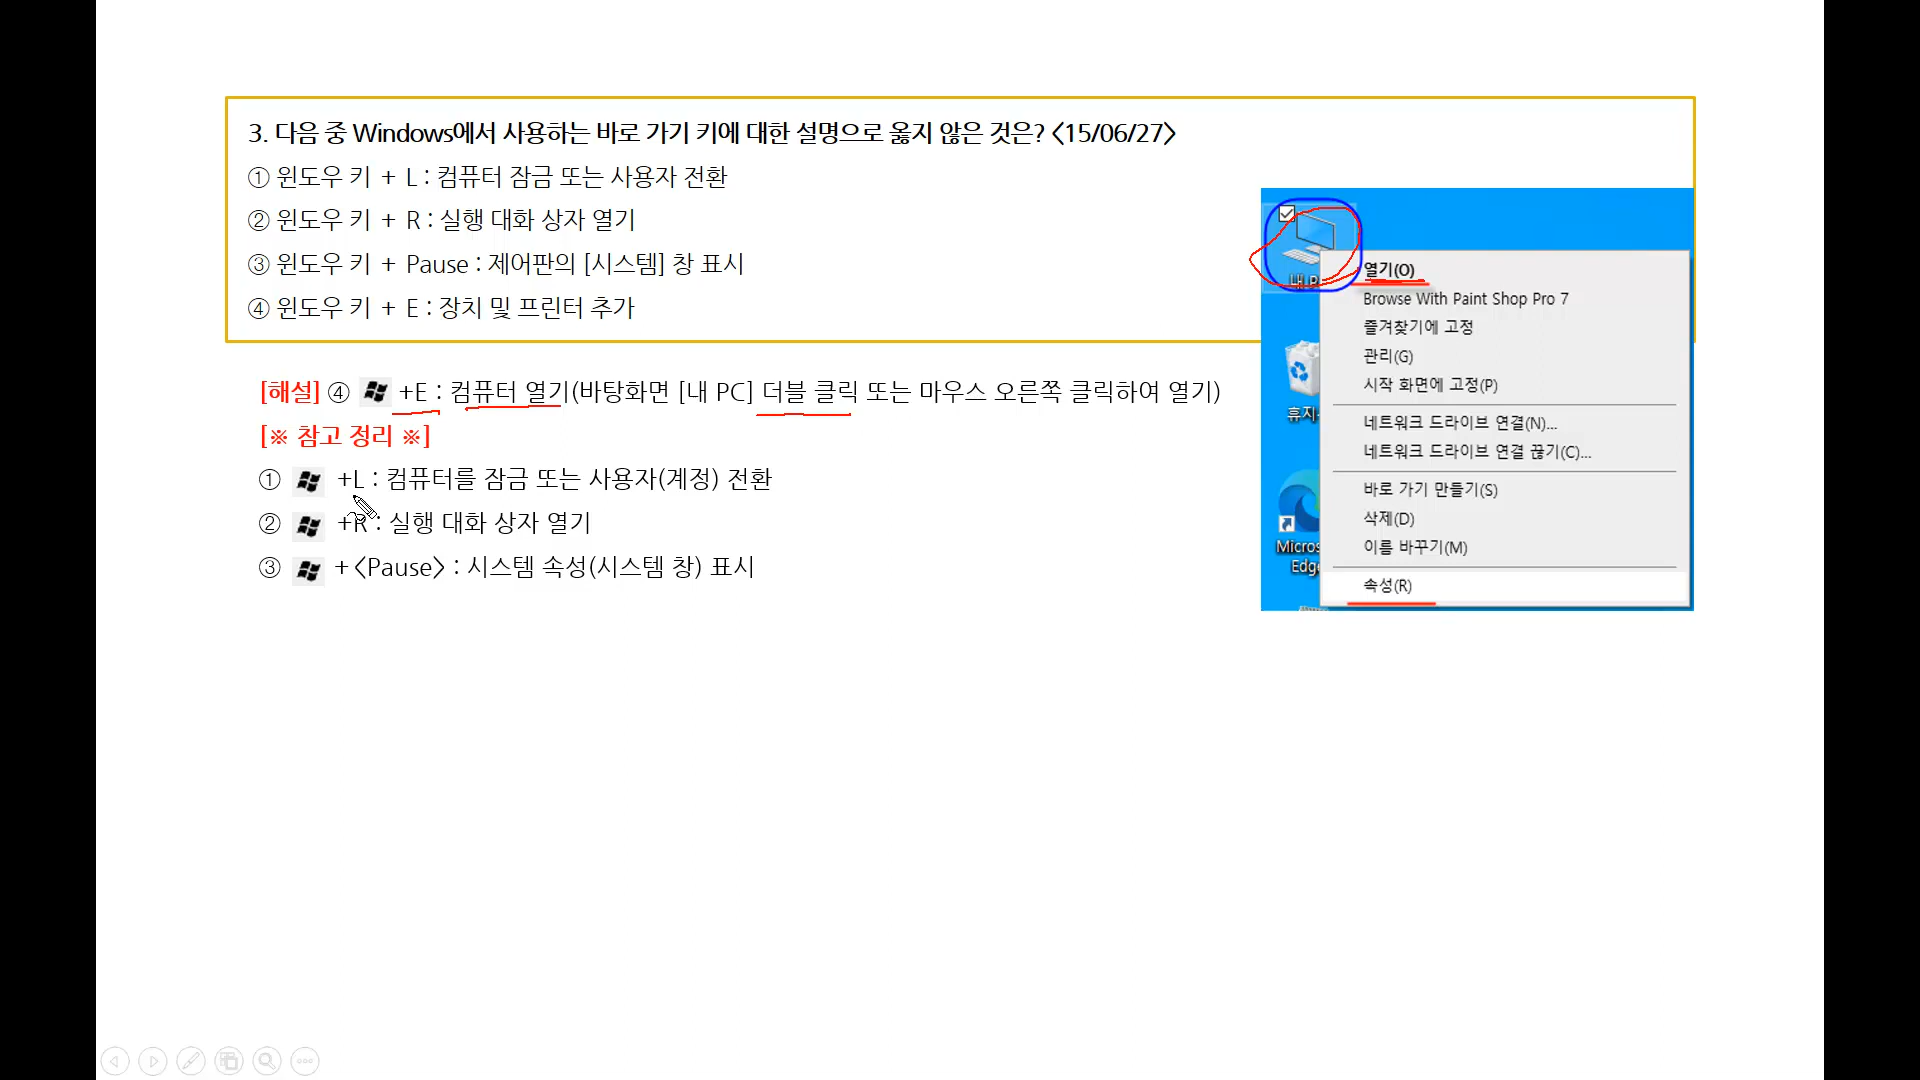 3. 다음 중 Windows에서 사용하는 바로 가기 키에 대한 설명으로 옳지 않은 것은? <15/06/27>
① 윈도우 키 + L : 컴퓨터 잠금 또는 사용자 전환
② 윈도우 키 + R : 실행 대화 상자 열기
③ 윈도우 키 + Pause : 제어판의 [시스템] 창 표시
④ 윈도우 키 + E : 장치 및 프린터 추가
[해설] ④ +E : 컴퓨터 열기(바탕화면 [내 PC] 더블 클릭 또는 마우스 오른쪽 클릭하여 열기)
[※ 참고 정리 ※]
① +L : 컴퓨터를 잠금 또는 사용자(계정) 전환
② +R : 실행 대화 상자 열기
③ +<Pause> : 시스템 속성(시스템 창) 표시
내 P
휴지
Micros
Edg
열기(O)
Browse With Paint Shop Pro 7
즐겨찾기에 고정
관리(G)
시작 화면에 고정(P)
네트워크 드라이브 연결(N)...
네트워크 드라이브 연결 끊기(C)...
바로 가기 만들기(S)
삭제(D)
이름 바꾸기(M)
속성(R)